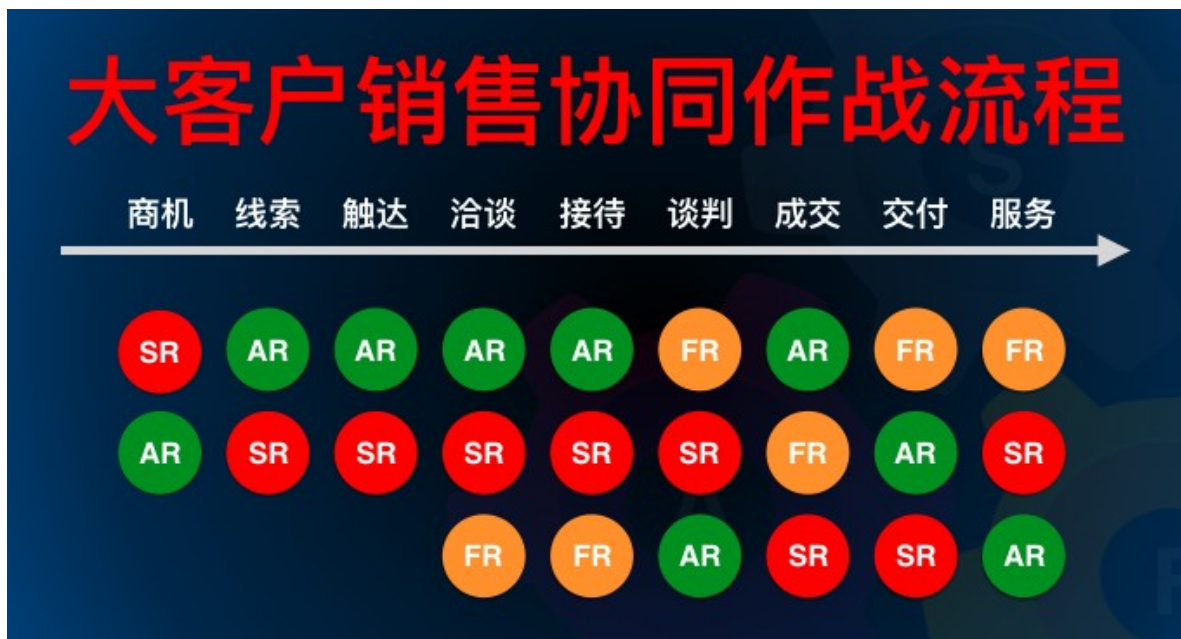 大客户销售协同作战流程
商机 线索 触达 洽谈 接待 谈判 成交 交付 服务
SR AR AR AR AR FR AR FR FR
AR SR SR SR SR SR FR AR SR
FR FR AR SR SR AR
S
A
F